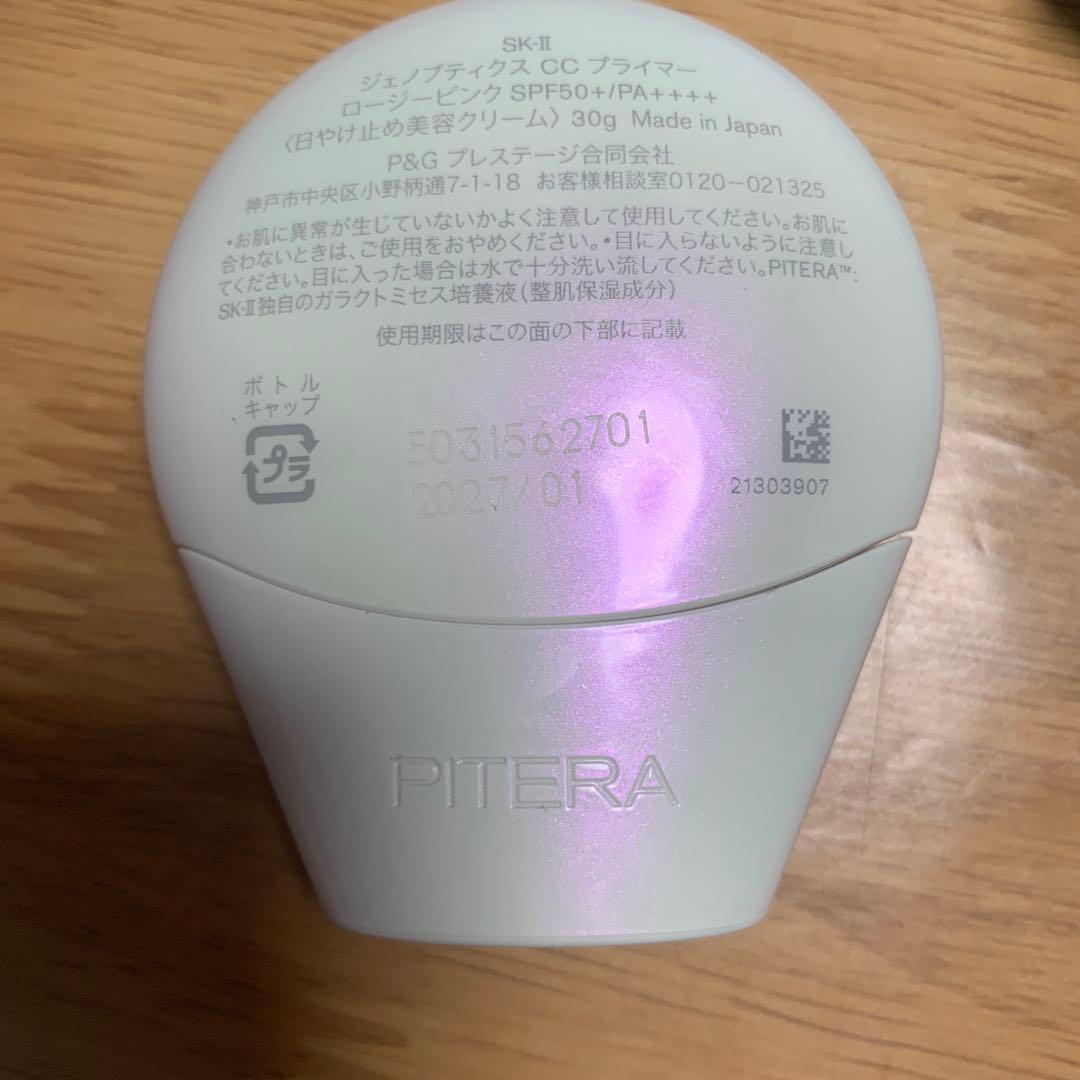 SK-II
ジェノプティクス CC プライマー
ロージーピンク SPF50+/PA++++
〈日やけ止め美容クリーム〉 30g Made in Japan
P&G プレステージ合同会社
神戸市中央区小野柄通7-1-18 お客様相談室0120-021325
・お肌に異常が生じていないかよく注意して使用してください。お肌に
合わないときは、ご使用をおやめください。・目に入らないように注意し
てください。目に入った場合は水で十分洗い流してください。PITERA™:
SK-II独自のガラクトミセス培養液(整肌保湿成分)
使用期限はこの面の下部に記載
ボトル
キャップ
プラ
5031562701
2027/01
21303907
PITERA